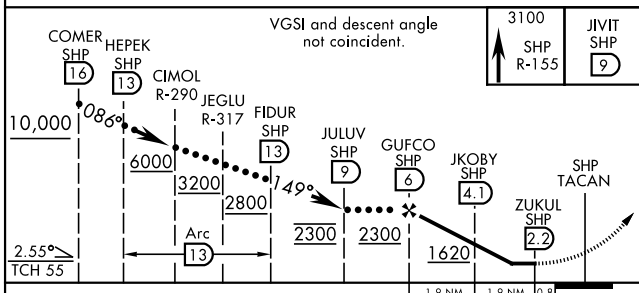 VGSI and descent angle
not coincident.
3100
SHP
R-155
JIVIT
SHP
9
COMER
SHP
16
HEPEK
SHP
13
CIMOL
R-290
JEGLU
R-317
FIDUR
SHP
13
JULUV
SHP
9
GUFCO
SHP
6
JKOBY
SHP
4.1
ZUKUL
SHP
2.2
SHP
TACAN
086°
149°
10,000
6000
3200
2800
2300
2300
1620
Arc
13
2.55°
TCH 55
1.9 NM
1.9 NM
0.8